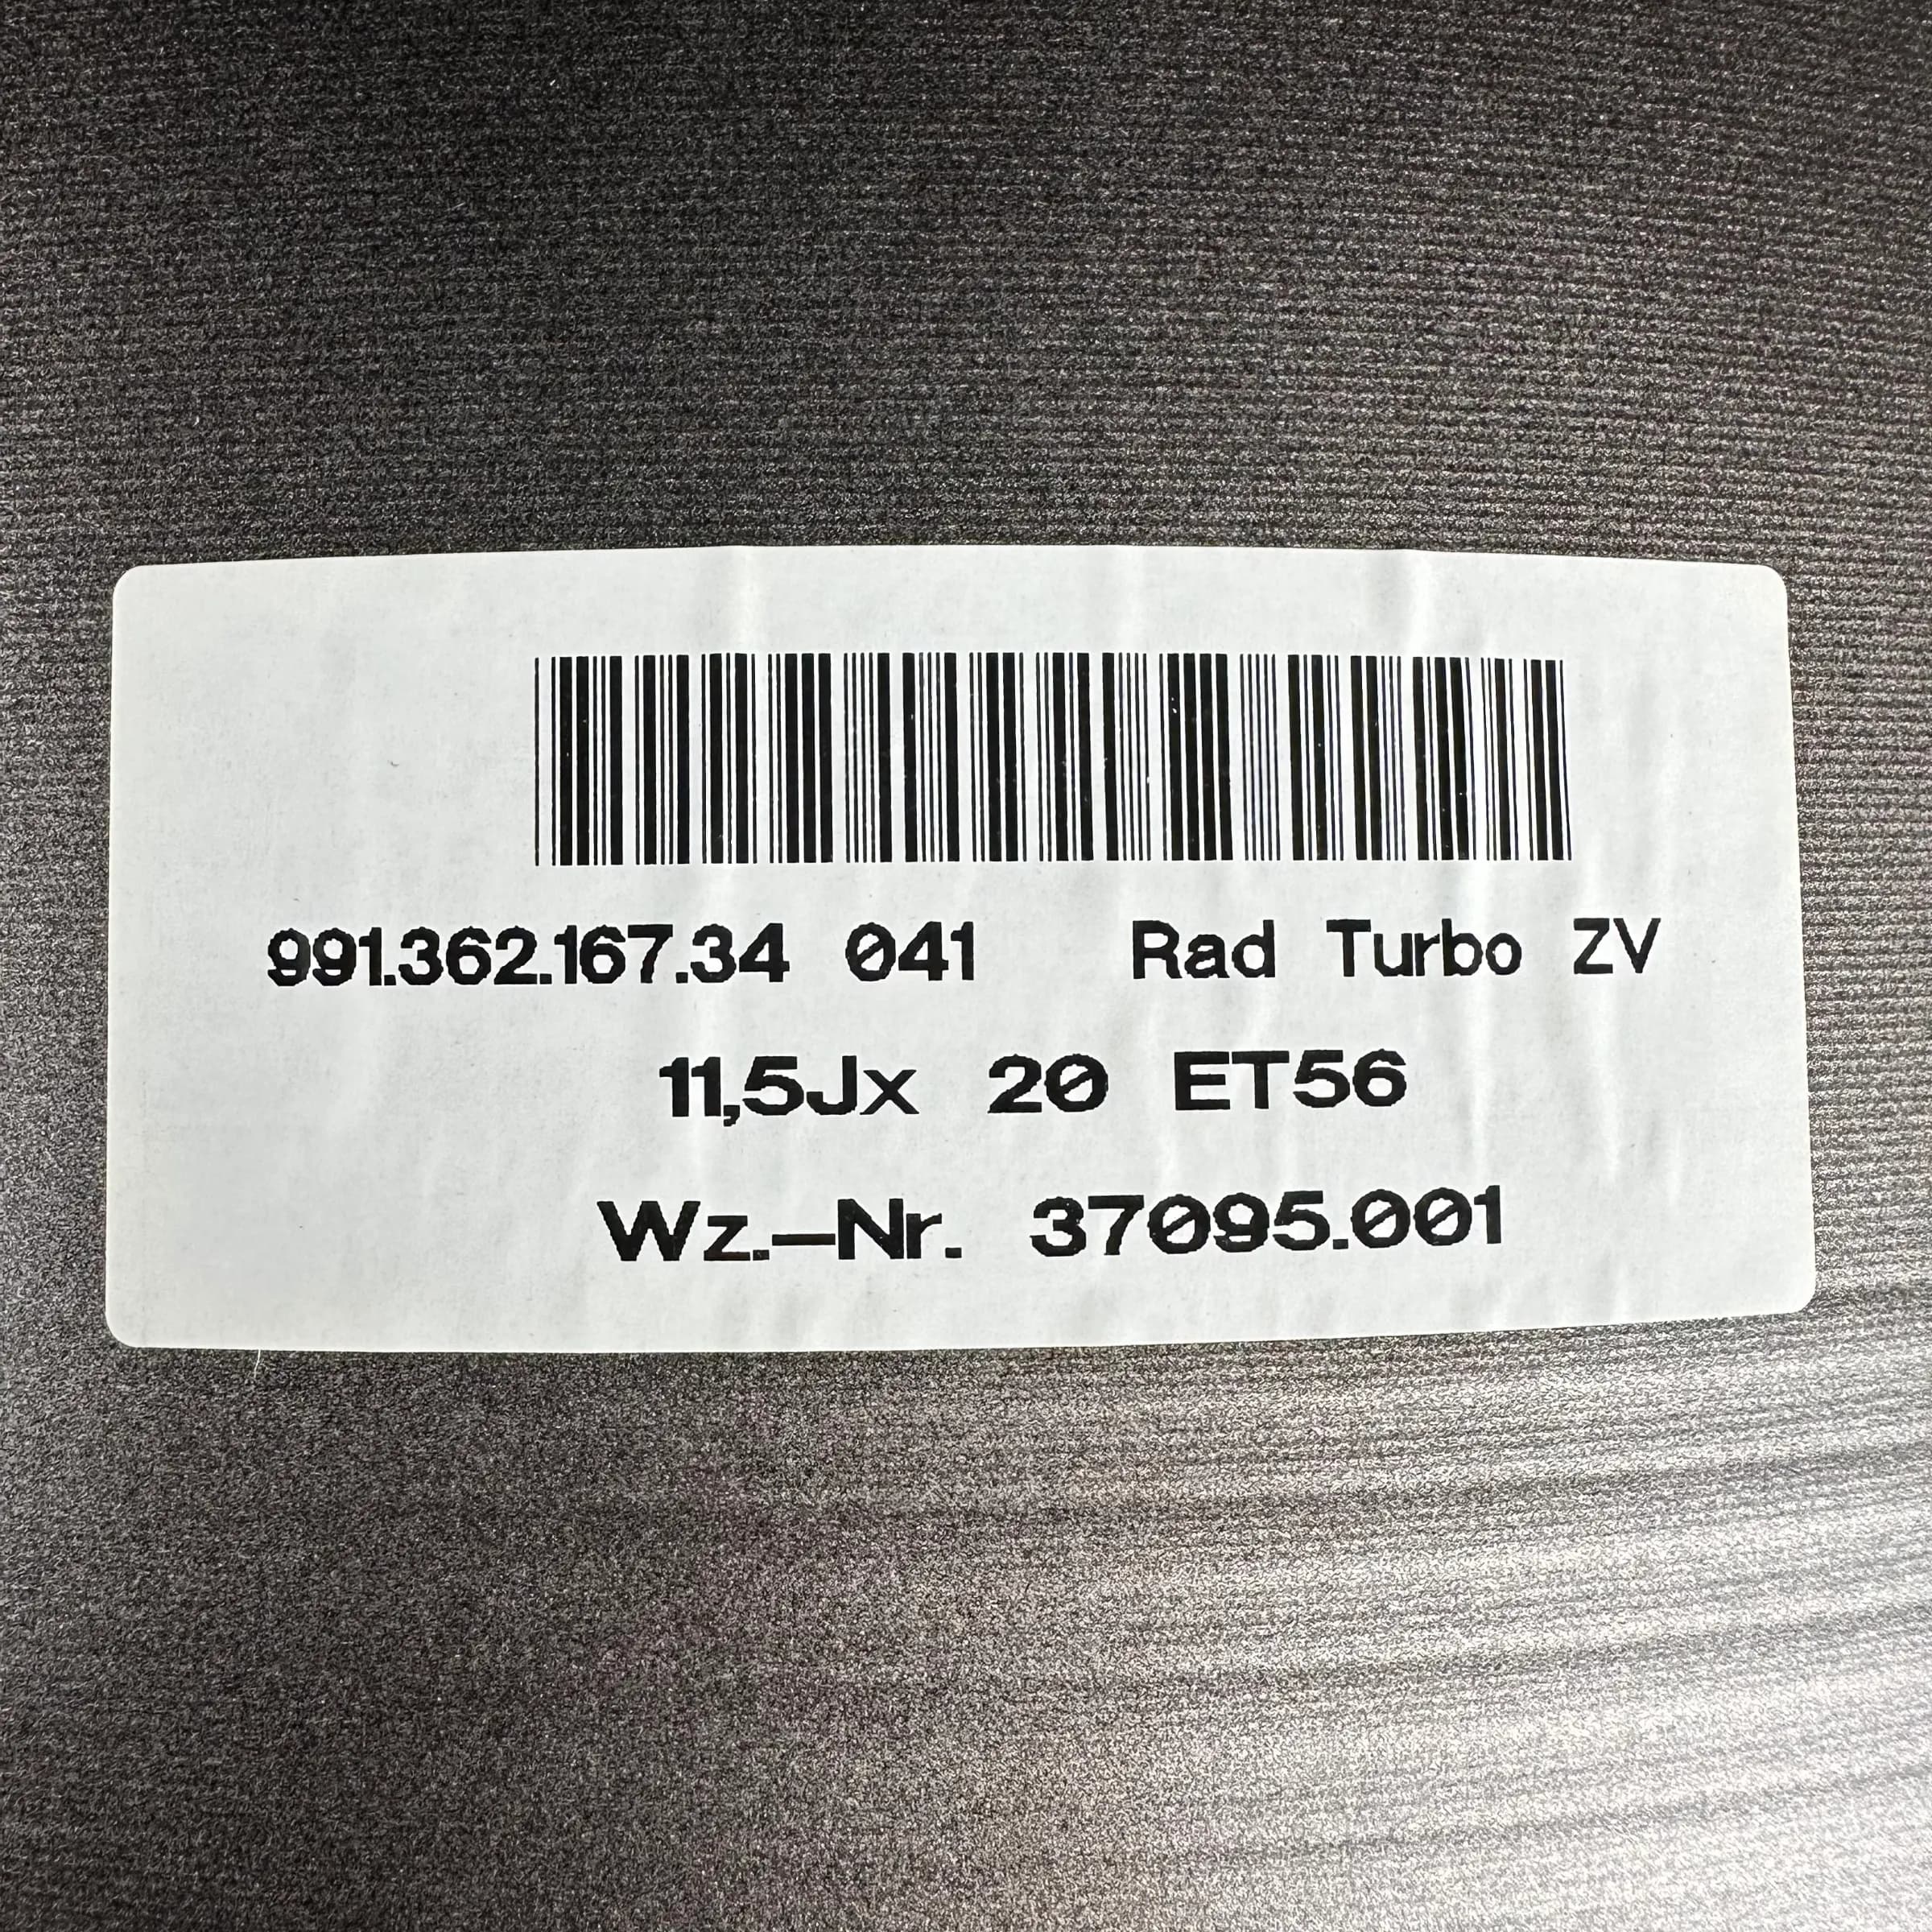 991.362.167.34 041 Rad Turbo ZV
11,5Jx 20 ET56
Wz.-Nr. 37095.001